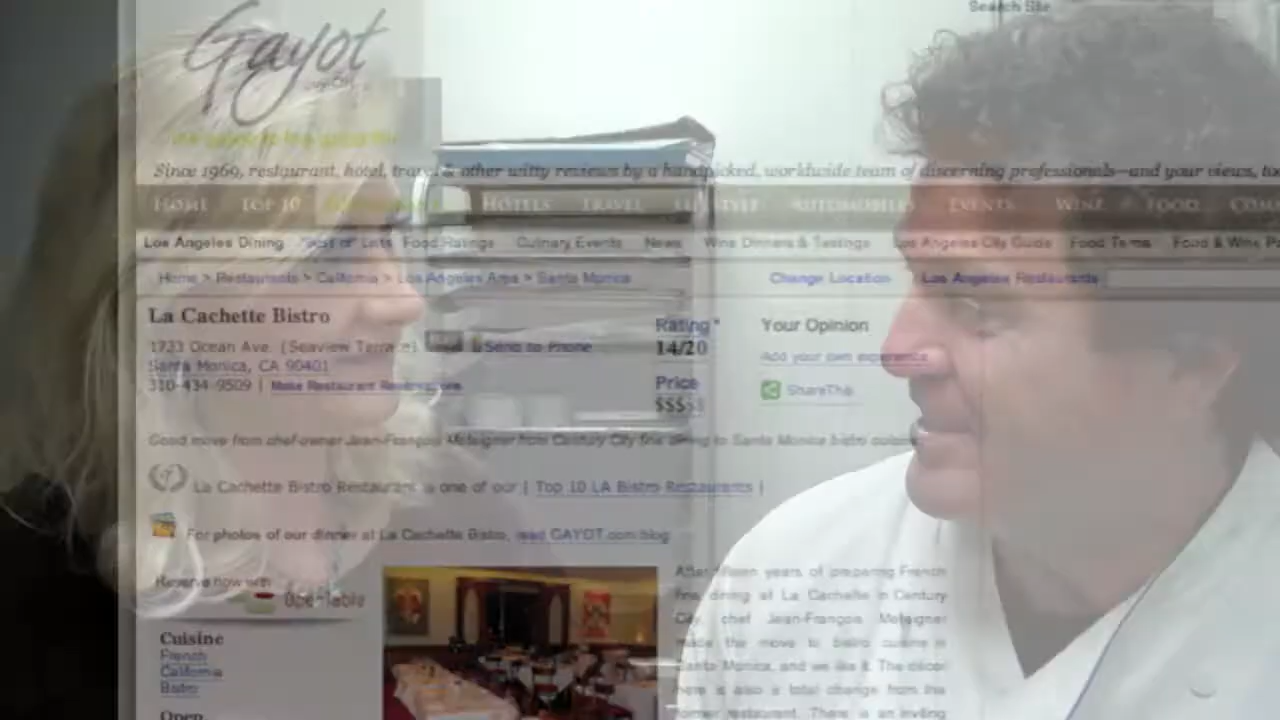 Search Site
Gayot
Since 1969, restaurant, hotel, travel & other witty reviews by a handpicked, worldwide team of discerning professionals—and your views, too
HOME TOP 10 HOTELS TRAVEL LIFESTYLE AUTOMOBILES EVENTS WINE FOOD
Los Angeles Dining "Best of" Lists Food Ratings Culinary Events News Wine Dinners & Tastings Los Angeles City Guide Food Terms Food & Wine
Home > Restaurants > California > Los Angeles Area > Santa Monica Change Location Los Angeles Restaurants
La Cachette Bistro
1733 Ocean Ave. (Seaview Terrace) Send to Phone
Santa Monica, CA 90401
310-434-9509 | Make Restaurant Reservations
Rating*
14/20
Price
$$$$$
Your Opinion
Add your own experience
ShareThis
Good move from chef-owner Jean-François Meteigner from Century City fine dining to Santa Monica bistro cuisine
La Cachette Bistro Restaurant is one of our [ Top 10 LA Bistro Restaurants ]
For photos of our dinner at La Cachette Bistro, read GAYOT.com blog
Reserve now with
OpenTable
Cuisine
French
California
Bistro
Open
After fifteen years of preparing French
fine dining at La Cachette in Century
City, chef Jean-François Meteigner
made the move to bistro cuisine in
Santa Monica, and we like it. The décor
here is also a total change from the
former restaurant. There is an inviting